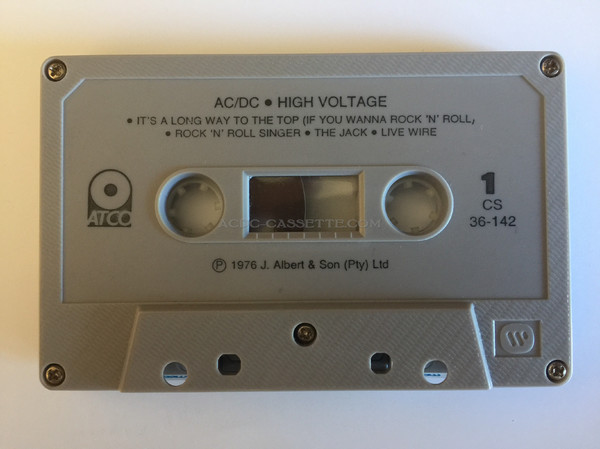 AC/DC • HIGH VOLTAGE
• IT'S A LONG WAY TO THE TOP (IF YOU WANNA ROCK 'N' ROLL,
• ROCK 'N' ROLL SINGER • THE JACK • LIVE WIRE
ATCO
1
CS
36-142
ACDC-CASSETTE.COM
℗ 1976 J. Albert & Son (Pty) Ltd